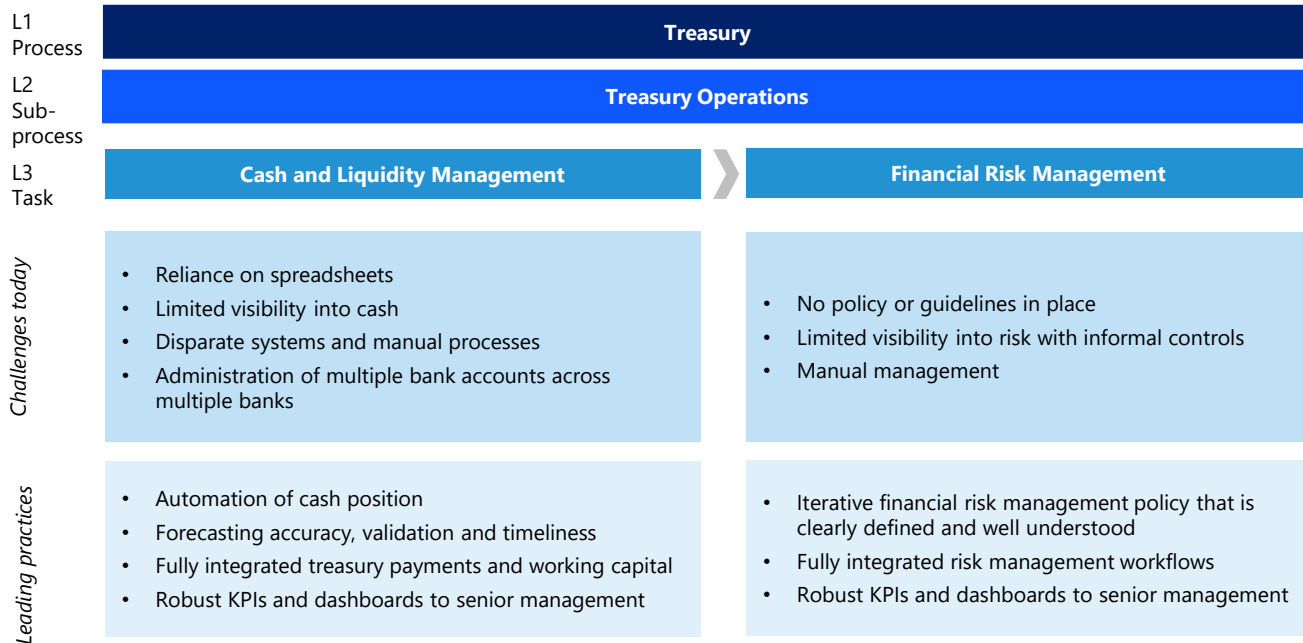 L1
Process
Treasury
L2
Sub-
process
Treasury Operations
L3
Task
Cash and Liquidity Management
Financial Risk Management
Challenges today
• Reliance on spreadsheets
• Limited visibility into cash
• Disparate systems and manual processes
• Administration of multiple bank accounts across
multiple banks
• No policy or guidelines in place
• Limited visibility into risk with informal controls
• Manual management
Leading practices
• Automation of cash position
• Forecasting accuracy, validation and timeliness
• Fully integrated treasury payments and working capital
• Robust KPIs and dashboards to senior management
• Iterative financial risk management policy that is
clearly defined and well understood
• Fully integrated risk management workflows
• Robust KPIs and dashboards to senior management